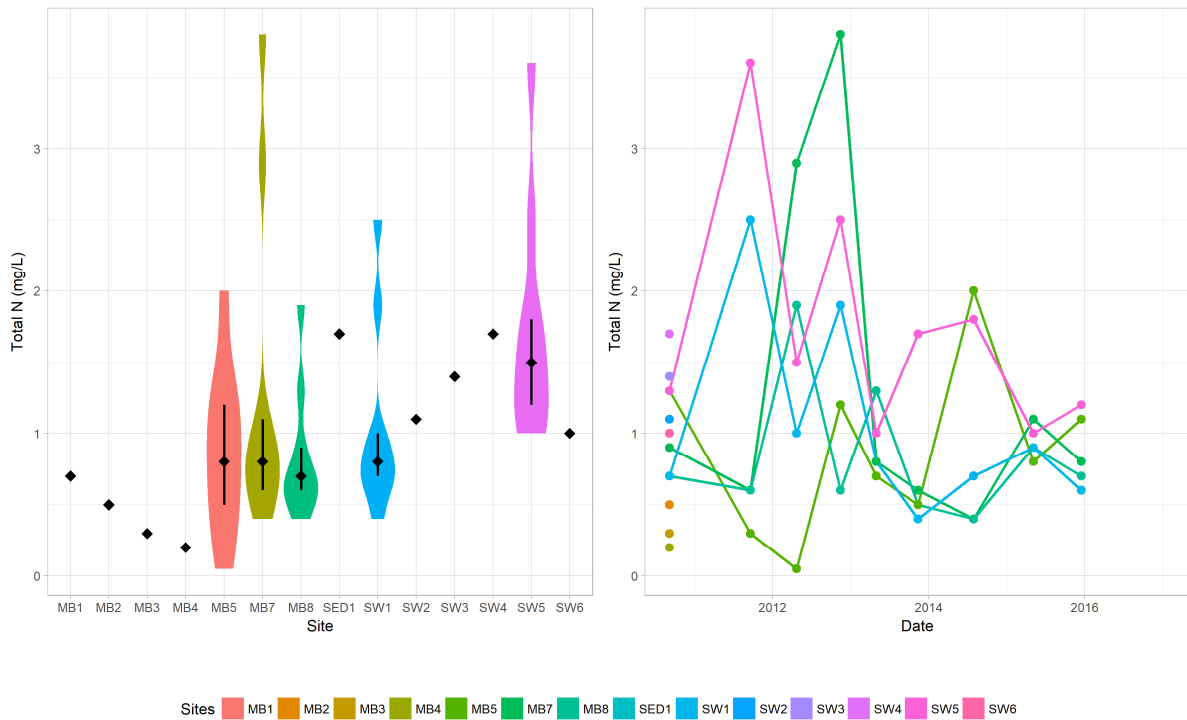 Total N (mg/L)
3
2
1
0
MB1 MB2 MB3 MB4 MB5 MB7 MB8 SED1 SW1 SW2 SW3 SW4 SW5 SW6
Site
Total N (mg/L)
3
2
1
0
2012 2014 2016
Date
Sites MB1 MB2 MB3 MB4 MB5 MB7 MB8 SED1 SW1 SW2 SW3 SW4 SW5 SW6